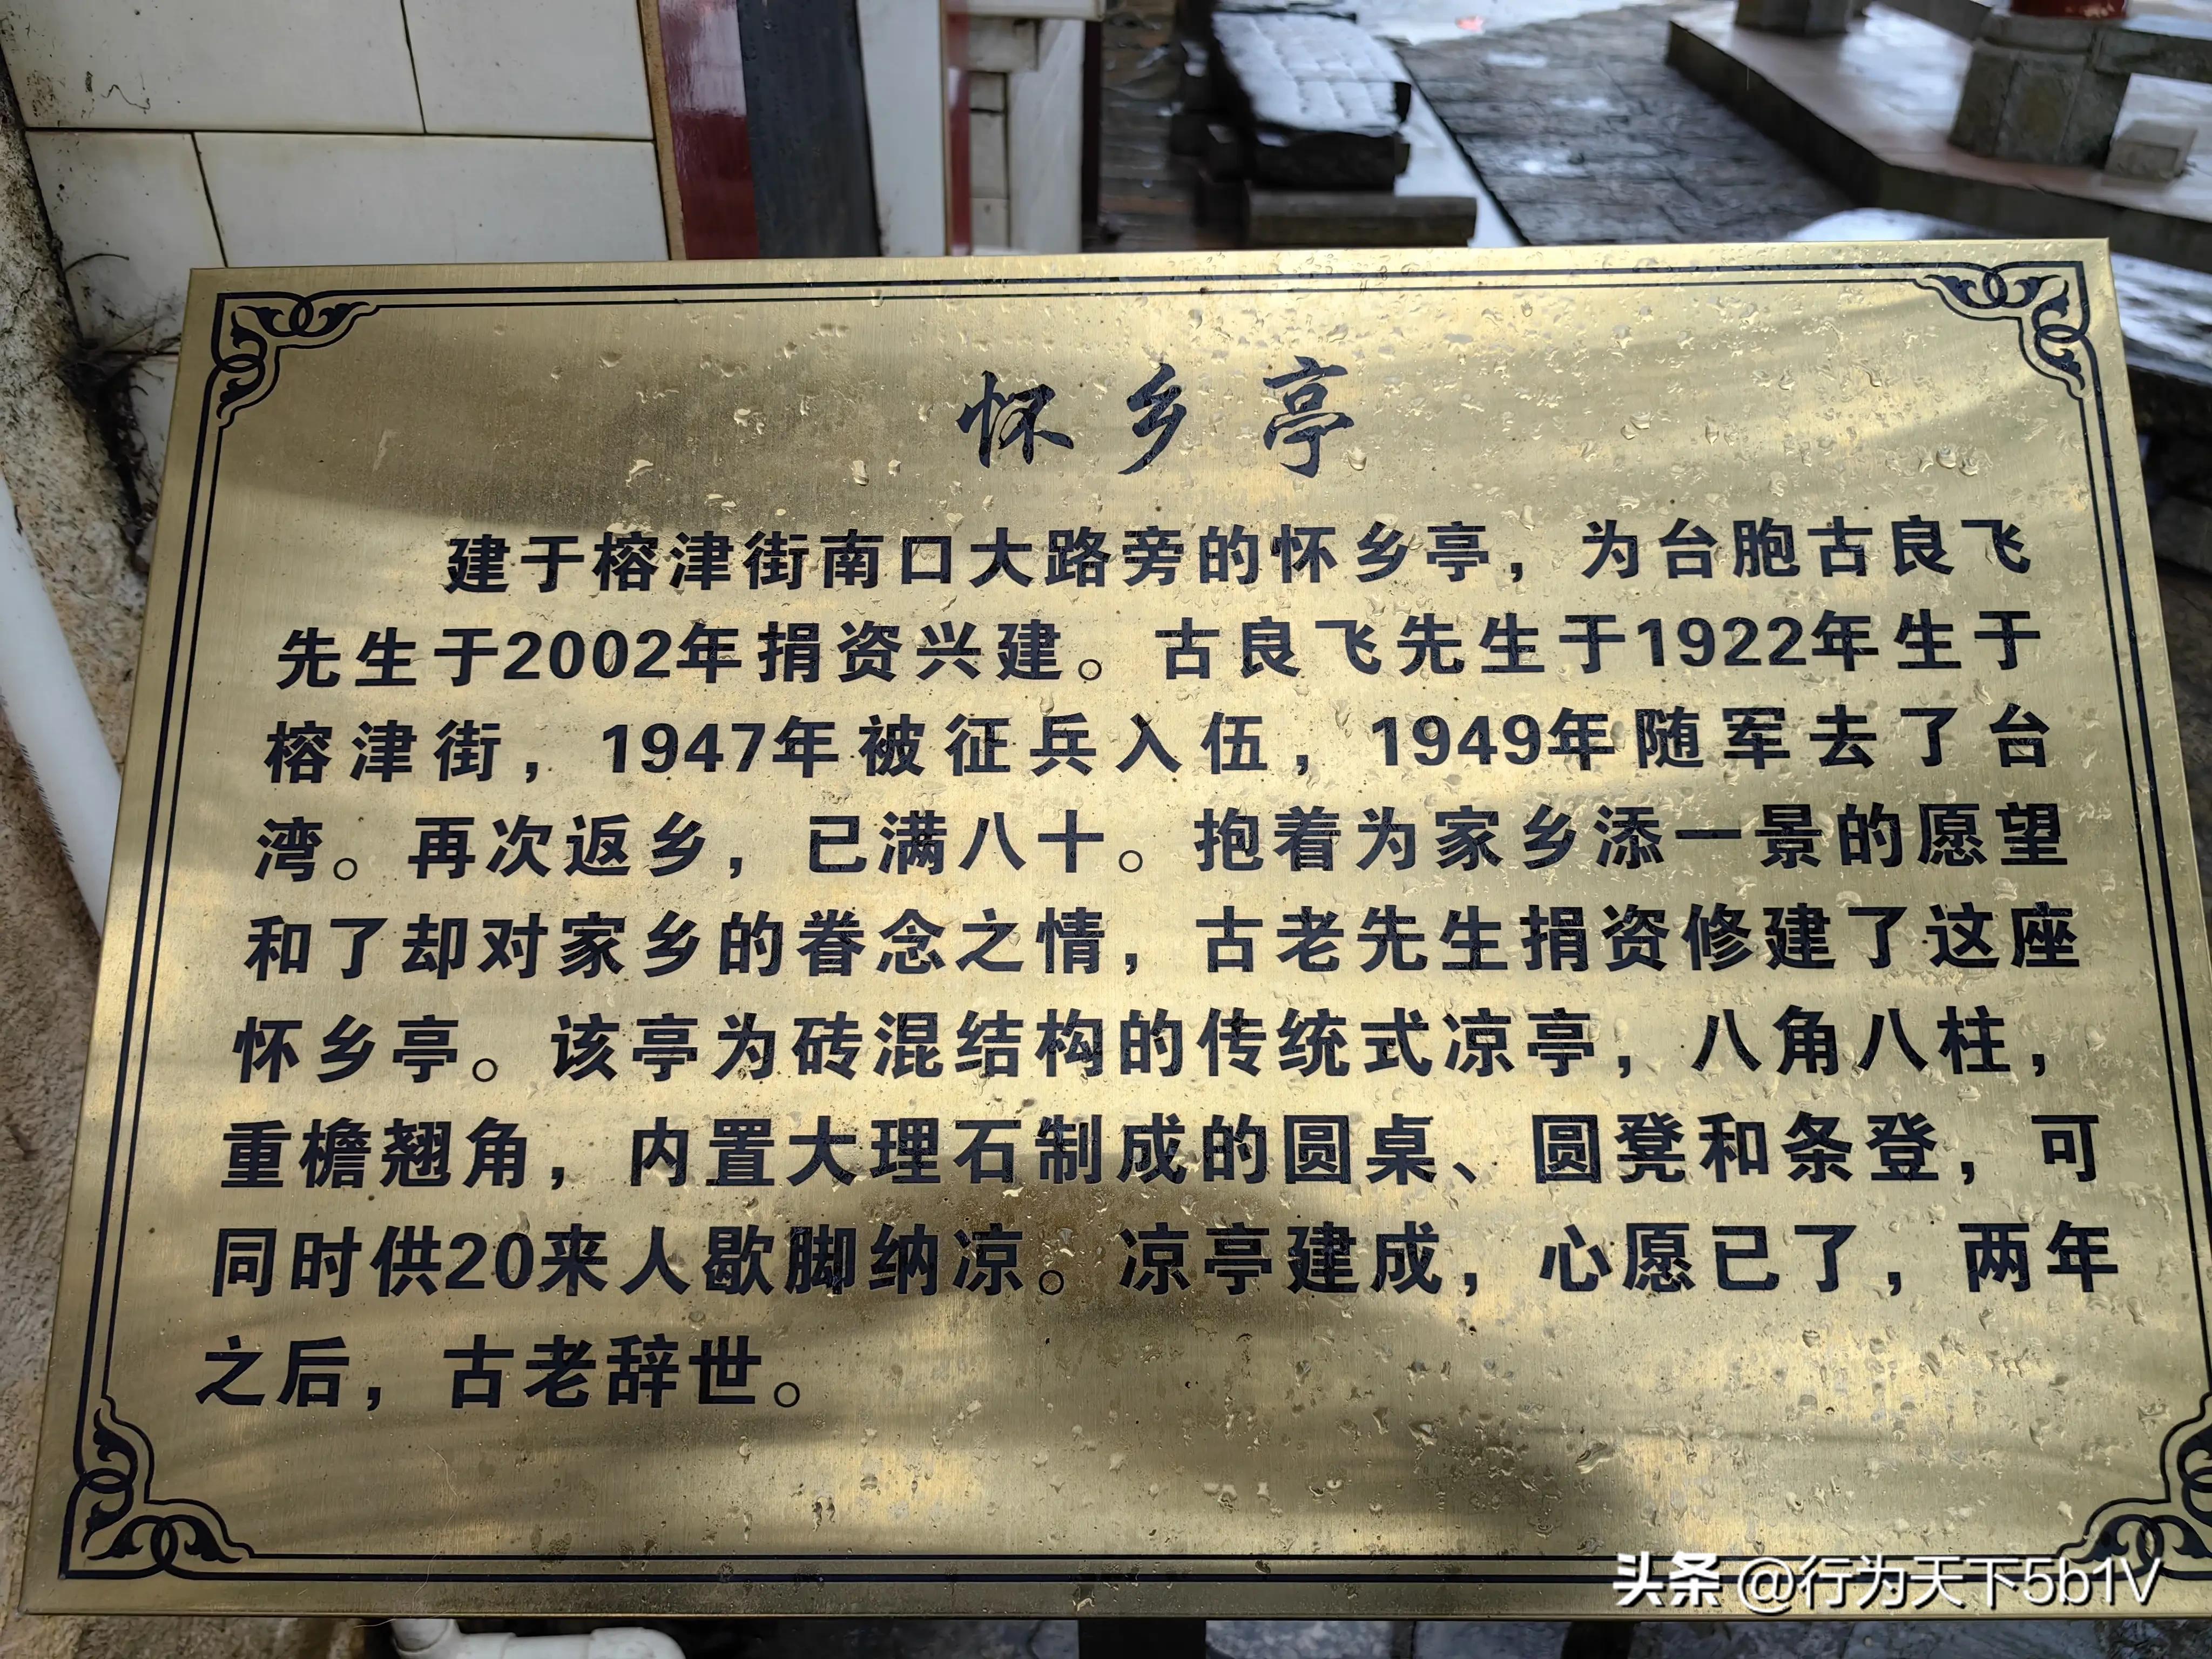 怀乡亭
建于榕津街南口大路旁的怀乡亭，为台胞古良飞
先生于2002年捐资兴建。古良飞先生于1922年生于
榕津街，1947年被征兵入伍，1949年随军去了台
湾。再次返乡，已满八十。抱着为家乡添一景的愿望
和了却对家乡的眷念之情，古老先生捐资修建了这座
怀乡亭。该亭为砖混结构的传统式凉亭，八角八柱，
重檐翘角，内置大理石制成的圆桌、圆凳和条登，可
同时供20来人歇脚纳凉。凉亭建成，心愿已了，两年
之后，古老辞世。
头条 @行为天下5b1V